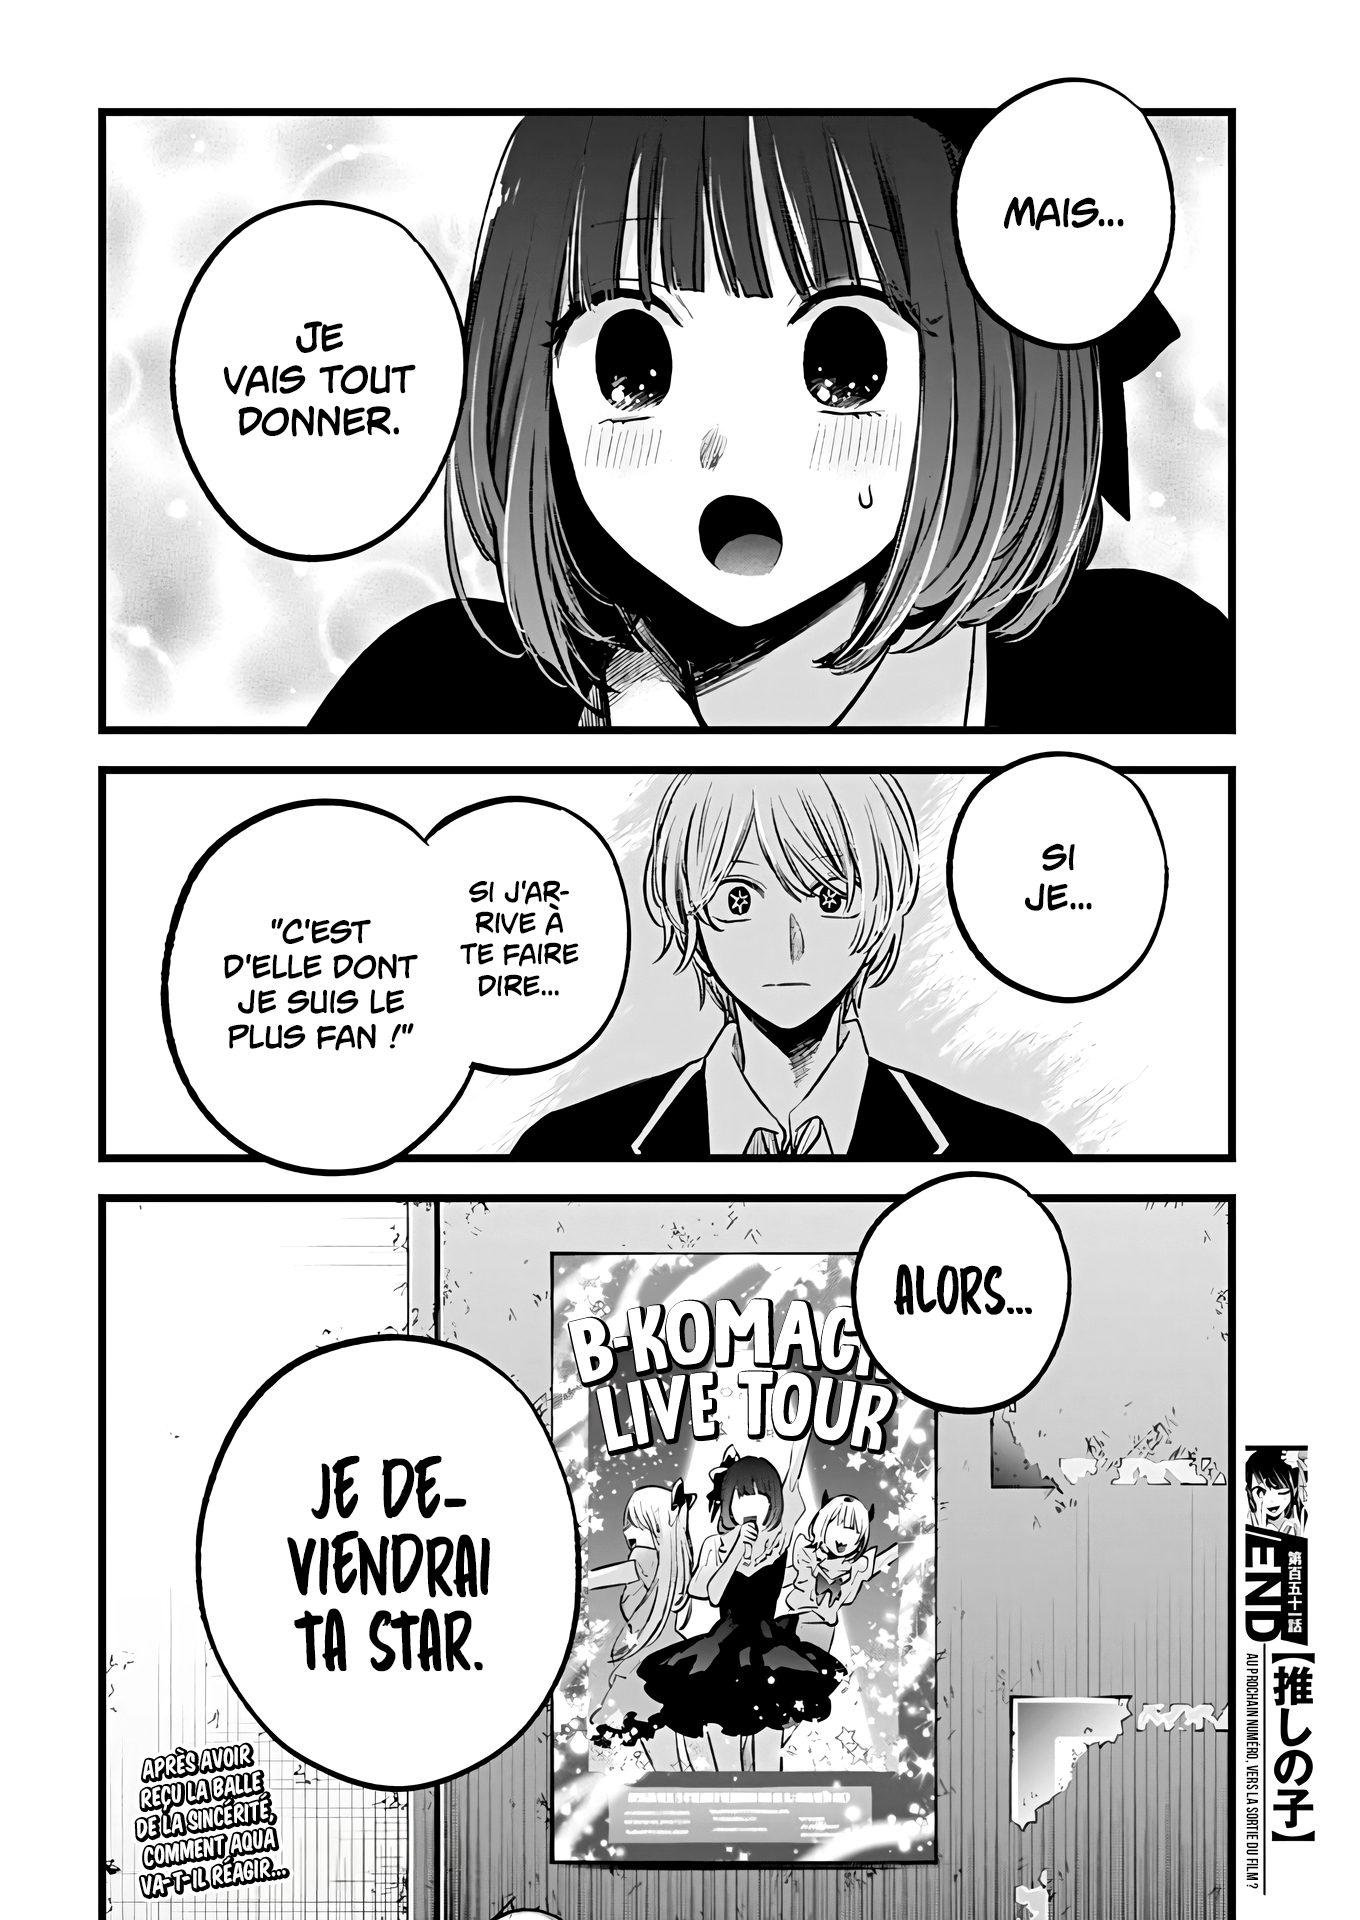 MAIS...
JE
VAIS TOUT
DONNER.
SI
JE...
SI J'AR-
RIVE À
TE FAIRE
DIRE...
"C'EST
D'ELLE DONT
JE SUIS LE
PLUS FAN !"
ALORS...
B-KOMACHI
LIVE TOUR
JE DE-
VIENDRAI
TA STAR.
APRÈS AVOIR
REÇU LA BALLE
DE LA SINCÉRITÉ,
COMMENT AQUA
VA-T-IL RÉAGIR...
第百五十一話
/END
【推しの子】
AU PROCHAIN NUMÉRO, VERS LA SORTIE DU FILM ?